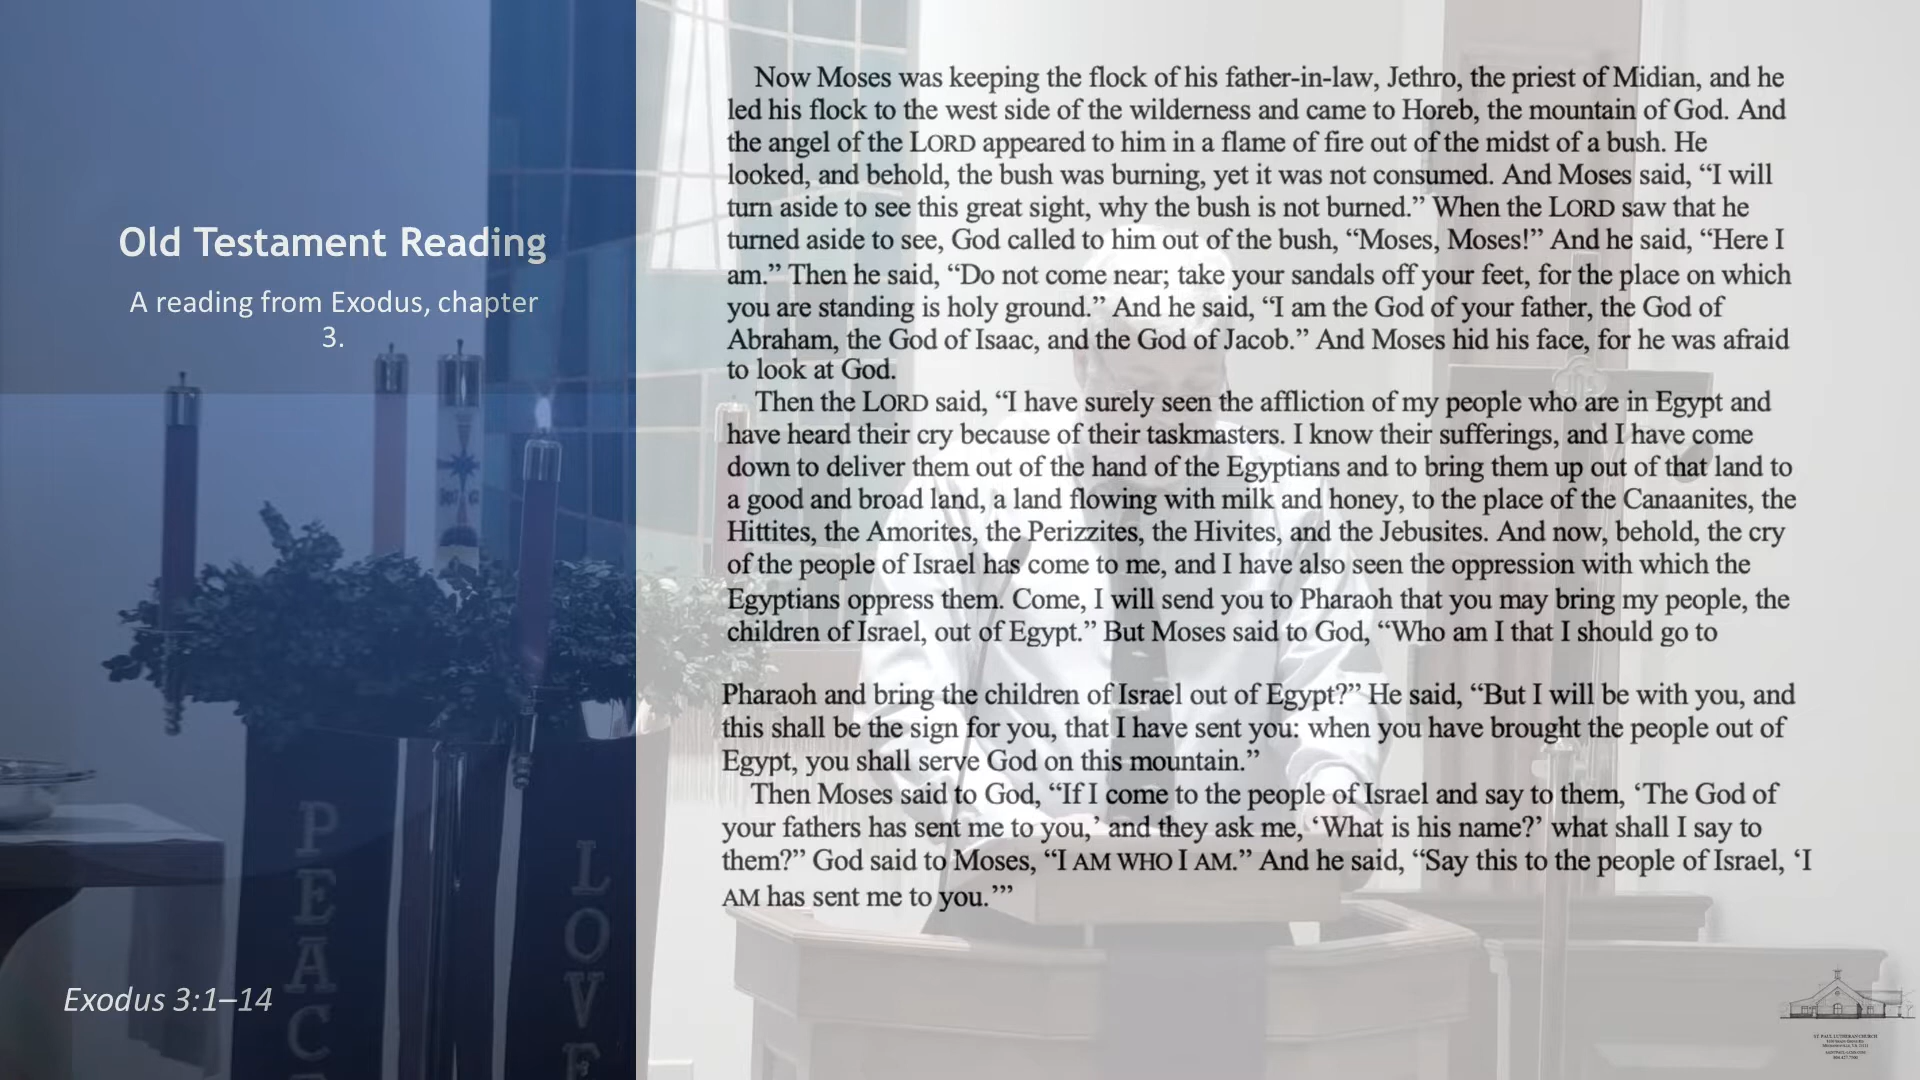 Old Testament Reading
A reading from Exodus, chapter
3.
Exodus 3:1–14
Now Moses was keeping the flock of his father-in-law, Jethro, the priest of Midian, and he
led his flock to the west side of the wilderness and came to Horeb, the mountain of God. And
the angel of the LORD appeared to him in a flame of fire out of the midst of a bush. He
looked, and behold, the bush was burning, yet it was not consumed. And Moses said, “I will
turn aside to see this great sight, why the bush is not burned.” When the LORD saw that he
turned aside to see, God called to him out of the bush, “Moses, Moses!” And he said, “Here I
am.” Then he said, “Do not come near; take your sandals off your feet, for the place on which
you are standing is holy ground.” And he said, “I am the God of your father, the God of
Abraham, the God of Isaac, and the God of Jacob.” And Moses hid his face, for he was afraid
to look at God.
Then the LORD said, “I have surely seen the affliction of my people who are in Egypt and
have heard their cry because of their taskmasters. I know their sufferings, and I have come
down to deliver them out of the hand of the Egyptians and to bring them up out of that land to
a good and broad land, a land flowing with milk and honey, to the place of the Canaanites, the
Hittites, the Amorites, the Perizzites, the Hivites, and the Jebusites. And now, behold, the cry
of the people of Israel has come to me, and I have also seen the oppression with which the
Egyptians oppress them. Come, I will send you to Pharaoh that you may bring my people, the
children of Israel, out of Egypt.” But Moses said to God, “Who am I that I should go to
Pharaoh and bring the children of Israel out of Egypt?” He said, “But I will be with you, and
this shall be the sign for you, that I have sent you: when you have brought the people out of
Egypt, you shall serve God on this mountain.”
Then Moses said to God, “If I come to the people of Israel and say to them, ‘The God of
your fathers has sent me to you,’ and they ask me, ‘What is his name?’ what shall I say to
them?” God said to Moses, “I AM WHO I AM.” And he said, “Say this to the people of Israel, ‘I
AM has sent me to you.’”
PEAC
LOVE
ST. PAUL LUTHERAN CHURCH